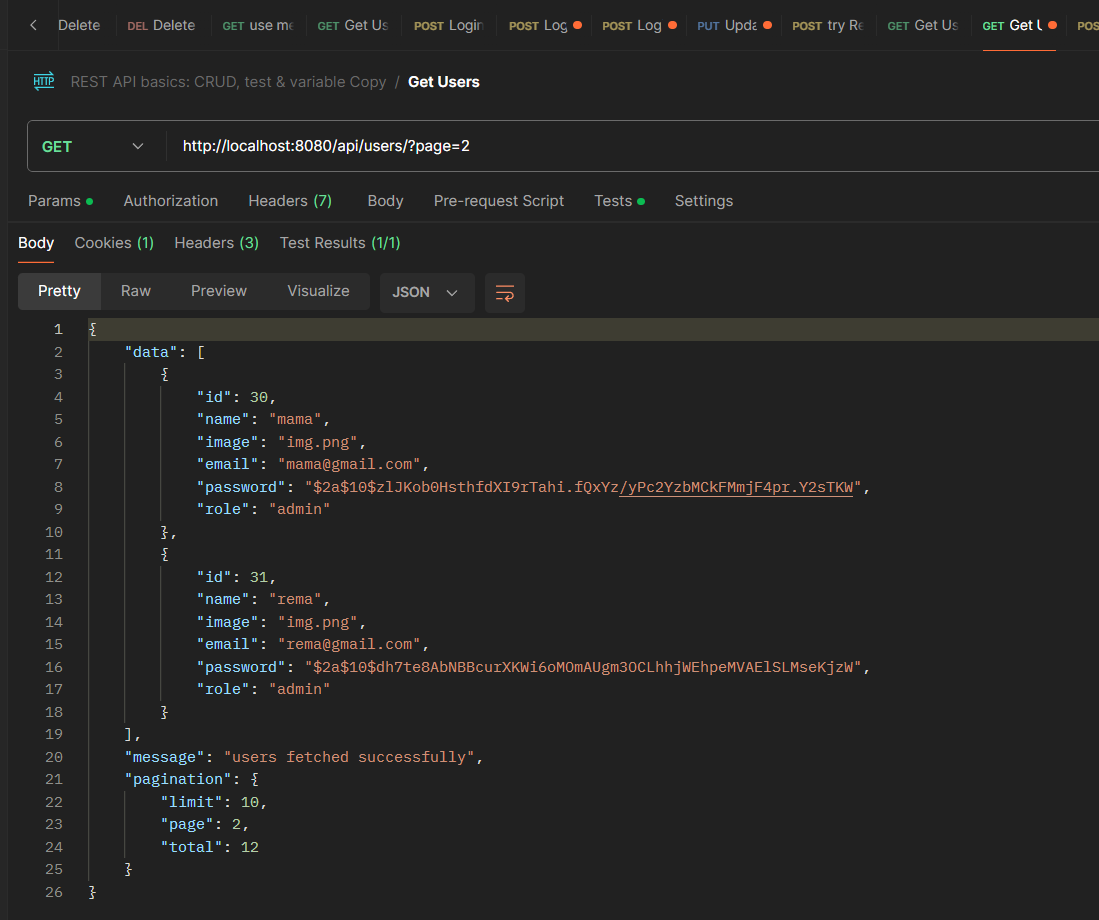 Delete DEL Delete GET use me GET Get Us POST Login POST Log POST Log PUT Upda POST try Re GET Get Us GET Get U POS
HTTP REST API basics: CRUD, test & variable Copy / Get Users
GET http://localhost:8080/api/users/?page=2
Params Authorization Headers (7) Body Pre-request Script Tests Settings
Body Cookies (1) Headers (3) Test Results (1/1)
Pretty Raw Preview Visualize JSON
1 {
2 "data": [
3 {
4 "id": 30,
5 "name": "mama",
6 "image": "img.png",
7 "email": "mama@gmail.com",
8 "password": "$2a$10$zlJKob0HsthfdXI9rTahi.fQxYz/yPc2YzbMCkFMmjF4pr.Y2sTKW",
9 "role": "admin"
10 },
11 {
12 "id": 31,
13 "name": "rema",
14 "image": "img.png",
15 "email": "rema@gmail.com",
16 "password": "$2a$10$dh7te8AbNBBcurXKWi6oMOmAUgm3OCLhhjWEhpeMVAElSLMseKjzW",
17 "role": "admin"
18 }
19 ],
20 "message": "users fetched successfully",
21 "pagination": {
22 "limit": 10,
23 "page": 2,
24 "total": 12
25 }
26 }